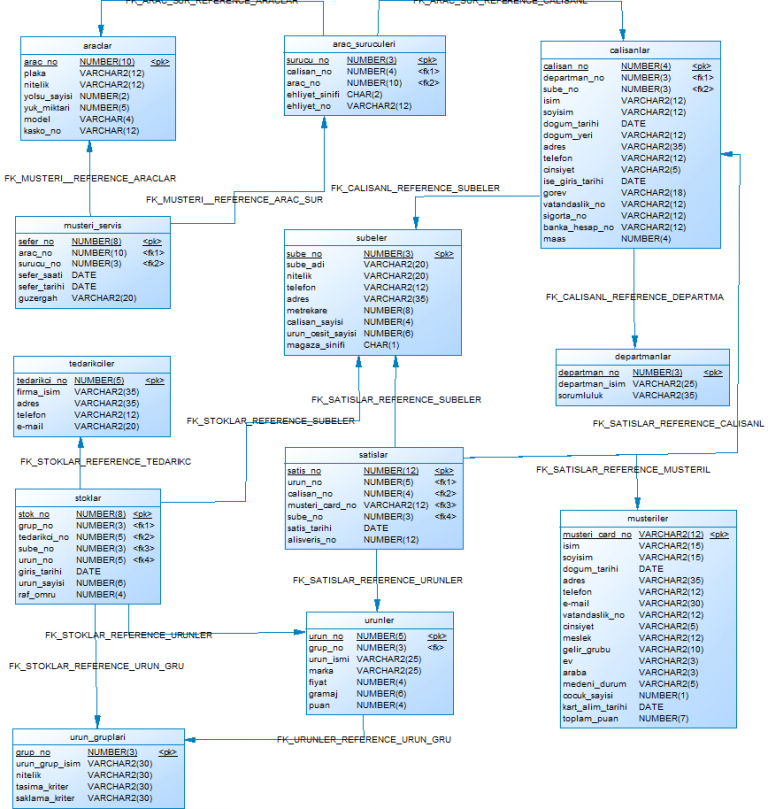 FK_ARAC_SUR_REFERENCE_ARACLAR
FK_ARAC_SUR_REFERENCE_CALISANL
araclar
arac_no NUMBER(10) <pk>
plaka VARCHAR2(12)
nitelik VARCHAR2(12)
yolsu_sayisi NUMBER(2)
yuk_miktari NUMBER(5)
model VARCHAR(4)
kasko_no VARCHAR(12)
arac_suruculeri
surucu_no NUMBER(3) <pk>
calisan_no NUMBER(4) <fk1>
arac_no NUMBER(10) <fk2>
ehliyet_sinifi CHAR(2)
ehliyet_no VARCHAR2(12)
calisanlar
calisan_no NUMBER(4) <pk>
departman_no NUMBER(3) <fk1>
sube_no NUMBER(3) <fk2>
isim VARCHAR2(12)
soyisim VARCHAR2(12)
dogum_tarihi DATE
dogum_yeri VARCHAR2(12)
adres VARCHAR2(35)
telefon VARCHAR2(12)
cinsiyet VARCHAR2(5)
ise_giris_tarihi DATE
gorev VARCHAR2(18)
vatandaslik_no VARCHAR2(12)
sigorta_no VARCHAR2(12)
banka_hesap_no VARCHAR2(12)
maas NUMBER(4)
FK_MUSTERI__REFERENCE_ARACLAR
FK_MUSTERI__REFERENCE_ARAC_SUR
FK_CALISANL_REFERENCE_SUBELER
musteri_servis
sefer_no NUMBER(8) <pk>
arac_no NUMBER(10) <fk1>
surucu_no NUMBER(3) <fk2>
sefer_saati DATE
sefer_tarihi DATE
guzergah VARCHAR2(20)
subeler
sube_no NUMBER(3) <pk>
sube_adi VARCHAR2(20)
nitelik VARCHAR2(20)
telefon VARCHAR2(12)
adres VARCHAR2(35)
metrekare NUMBER(8)
calisan_sayisi NUMBER(4)
urun_cesit_sayisi NUMBER(6)
magaza_sinifi CHAR(1)
FK_CALISANL_REFERENCE_DEPARTMA
departmanlar
departman_no NUMBER(3) <pk>
departman_isim VARCHAR2(25)
sorumluluk VARCHAR2(35)
tedarikciler
tedarikci_no NUMBER(5) <pk>
firma_isim VARCHAR2(35)
adres VARCHAR2(35)
telefon VARCHAR2(12)
e-mail VARCHAR2(20)
FK_SATISLAR_REFERENCE_SUBELER
FK_STOKLAR_REFERENCE_SUBELER
FK_SATISLAR_REFERENCE_CALISANL
FK_STOKLAR_REFERENCE_TEDARIKC
FK_SATISLAR_REFERENCE_MUSTERIL
satislar
satis_no NUMBER(12) <pk>
urun_no NUMBER(5) <fk1>
calisan_no NUMBER(4) <fk2>
musteri_card_no VARCHAR2(12) <fk3>
sube_no NUMBER(3) <fk4>
satis_tarihi DATE
alisveris_no NUMBER(12)
stoklar
stok_no NUMBER(8) <pk>
grup_no NUMBER(3) <fk1>
tedarikci_no NUMBER(5) <fk2>
sube_no NUMBER(3) <fk3>
urun_no NUMBER(5) <fk4>
giris_tarihi DATE
urun_sayisi NUMBER(6)
raf_omru NUMBER(4)
musteriler
musteri_card_no VARCHAR2(12) <pk>
isim VARCHAR2(15)
soyisim VARCHAR2(15)
dogum_tarihi DATE
adres VARCHAR2(35)
telefon VARCHAR2(12)
e-mail VARCHAR2(30)
vatandaslik_no VARCHAR2(12)
cinsiyet VARCHAR2(5)
meslek VARCHAR2(12)
gelir_grubu VARCHAR2(10)
ev VARCHAR2(3)
araba VARCHAR2(3)
medeni_durum VARCHAR2(5)
cocuk_sayisi NUMBER(1)
kart_alim_tarihi DATE
toplam_puan NUMBER(7)
FK_SATISLAR_REFERENCE_URUNLER
FK_STOKLAR_REFERENCE_URUNLER
FK_STOKLAR_REFERENCE_URUN_GRU
urunler
urun_no NUMBER(5) <pk>
grup_no NUMBER(3) <fk>
urun_ismi VARCHAR2(25)
marka VARCHAR2(25)
fiyat NUMBER(4)
gramaj NUMBER(6)
puan NUMBER(4)
FK_URUNLER_REFERENCE_URUN_GRU
urun_gruplari
grup_no NUMBER(3) <pk>
urun_grup_isim VARCHAR2(30)
nitelik VARCHAR2(30)
tasima_kriter VARCHAR2(30)
saklama_kriter VARCHAR2(30)